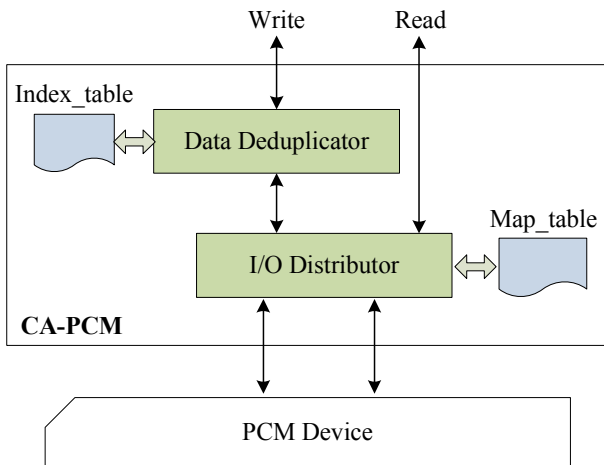 Write
Read
Index_table
Data Deduplicator
Map_table
I/O Distributor
CA-PCM
PCM Device